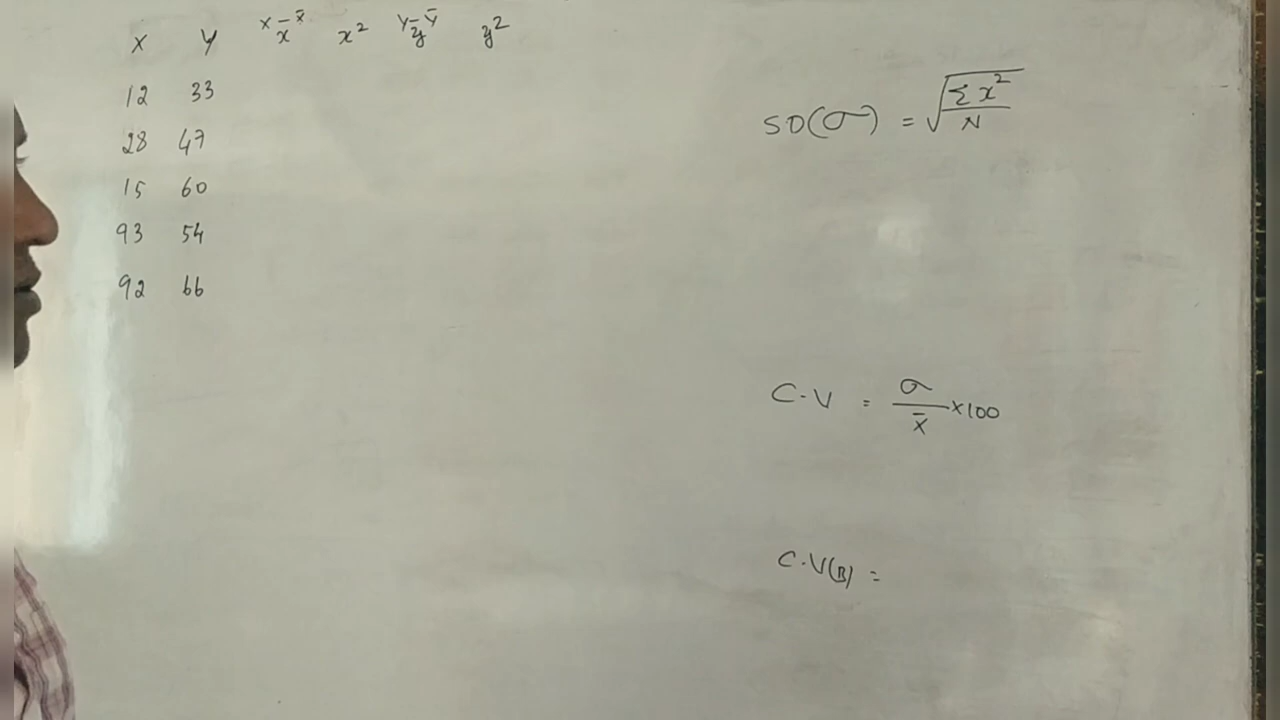 X Y X-X̄ x x² Y-Ȳ y y²
12 33
28 47
15 60
93 54
92 66
SD(σ) = √(Σx²/N)
C.V = σ/X̄ ×100
C.V(B) =